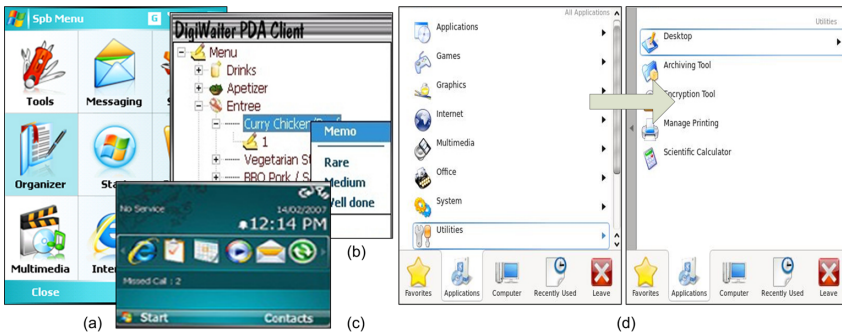 Spb Menu
G
Tools
Messaging
Organizer
Multimedia
Close
(a)
DigiWaiter PDA Client
Menu
Drinks
Apetizer
Entree
Curry Chicken
1
Vegetarian
BBQ Pork / S
Memo
Rare
Medium
Well done
(b)
No Service
14/02/2007
12:14 PM
Missed Call : 2
Start
Contacts
(c)
All Applications
Applications
Games
Graphics
Internet
Multimedia
Office
System
Utilities
Favorites
Applications
Computer
Recently Used
Leave
Utilities
Desktop
Archiving Tool
Encryption Tool
Manage Printing
Scientific Calculator
Favorites
Applications
Computer
Recently Used
Leave
(d)